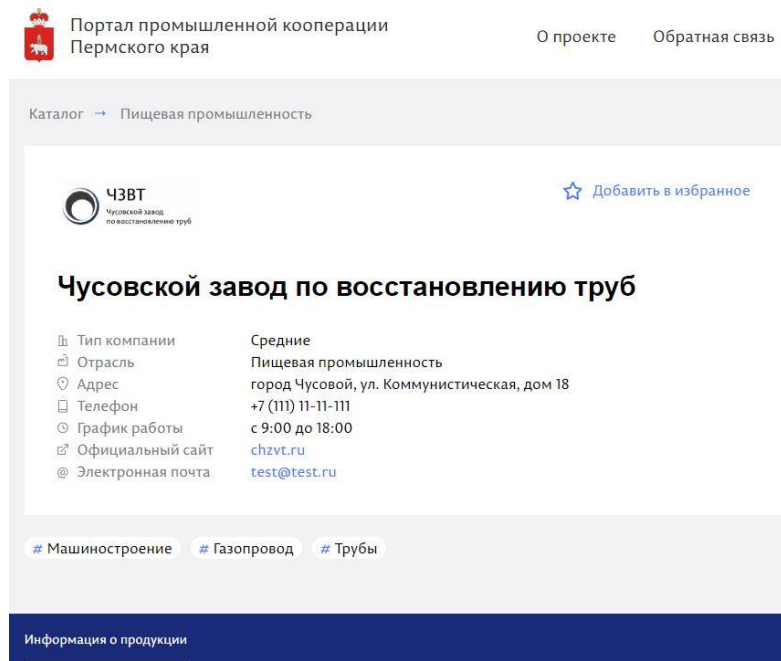 Портал промышленной кооперации
Пермского края
О проекте Обратная связь
Каталог → Пищевая промышленность
ЧЗВТ
Чусовской завод
по восстановлению труб
Добавить в избранное
Чусовской завод по восстановлению труб
Тип компании Средние
Отрасль Пищевая промышленность
Адрес город Чусовой, ул. Коммунистическая, дом 18
Телефон +7 (111) 11-11-111
График работы с 9:00 до 18:00
Официальный сайт chzvt.ru
@ Электронная почта test@test.ru
# Машиностроение # Газопровод # Трубы
Информация о продукции